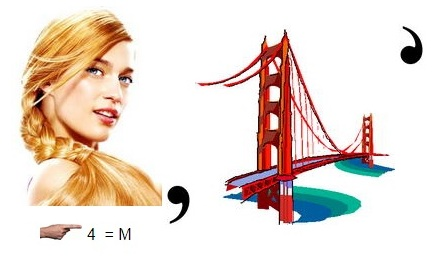 ,
,
4 = M